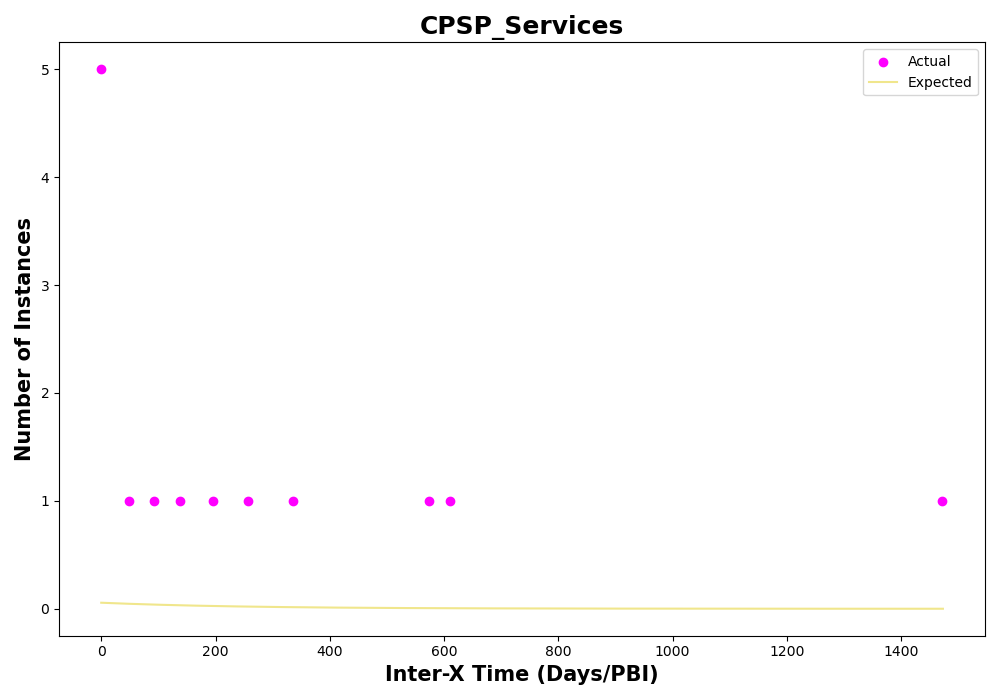 CPSP_Services
Actual
Expected
Number of Instances
5
4
3
2
1
0
0 200 400 600 800 1000 1200 1400
Inter-X Time (Days/PBI)